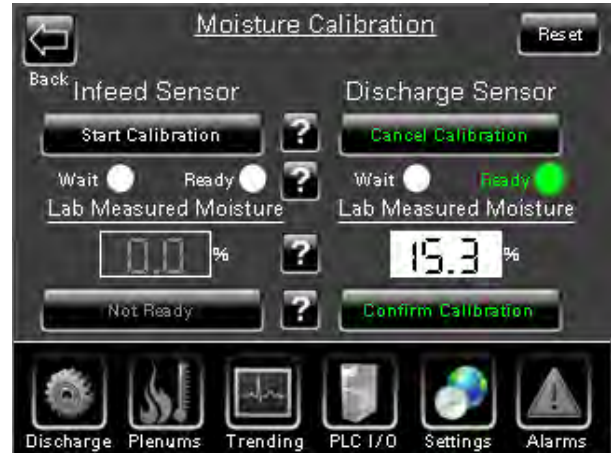 Moisture Calibration
Reset
Back
Infeed Sensor
Discharge Sensor
Start Calibration
?
Cancel Calibration
Wait
Ready
?
Wait
Ready
Lab Measured Moisture
Lab Measured Moisture
0.0 %
?
15.3 %
Not Ready
?
Confirm Calibration
Discharge
Plenums
Trending
PLC I/O
Settings
Alarms